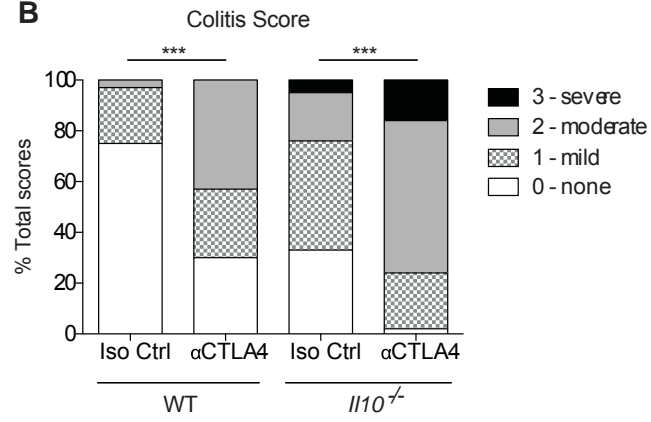 B
Colitis Score
*** ***
% Total scores
100
80
60
40
20
0
3 - severe
2 - moderate
1 - mild
0 - none
Iso Ctrl αCTLA4 Iso Ctrl αCTLA4
WT Il10-/-